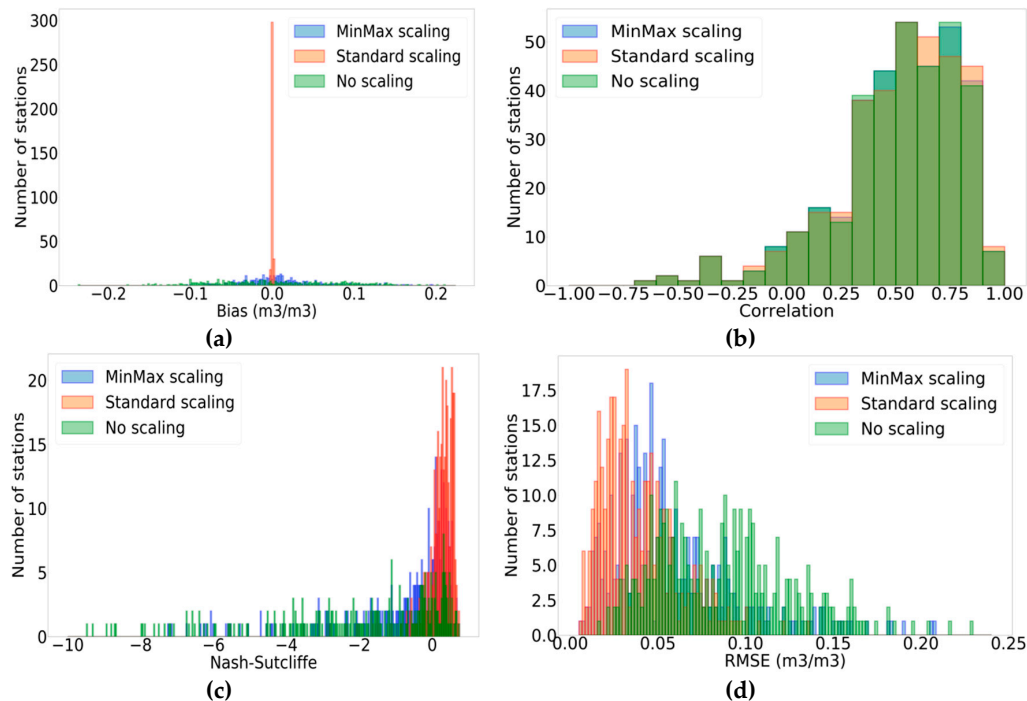 300
250
200
150
100
50
0
Number of stations
MinMax scaling
Standard scaling
No scaling
−0.2 −0.1 0.0 0.1 0.2
Bias (m3/m3)
(a)
50
40
30
20
10
0
Number of stations
MinMax scaling
Standard scaling
No scaling
−1.00 −0.75 −0.50 −0.25 0.00 0.25 0.50 0.75 1.00
Correlation
(b)
20
15
10
5
0
Number of stations
MinMax scaling
Standard scaling
No scaling
−10 −8 −6 −4 −2 0
Nash-Sutcliffe
(c)
17.5
15.0
12.5
10.0
7.5
5.0
2.5
0.0
Number of stations
MinMax scaling
Standard scaling
No scaling
0.00 0.05 0.10 0.15 0.20 0.25
RMSE (m3/m3)
(d)